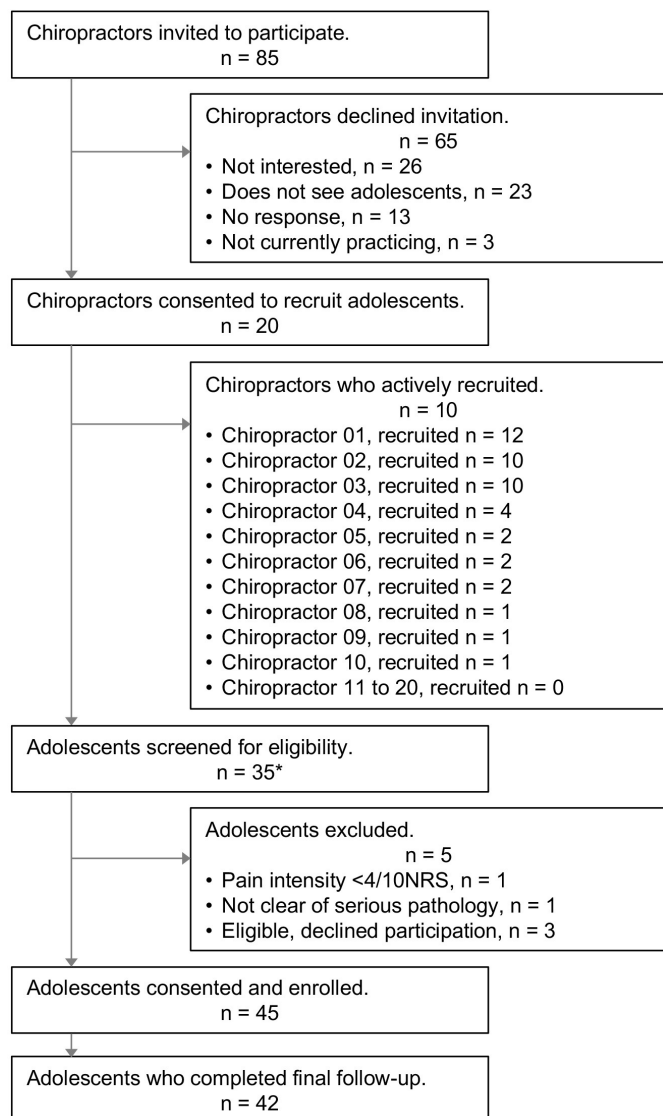 Chiropractors invited to participate.
n = 85
Chiropractors declined invitation.
n = 65
• Not interested, n = 26
• Does not see adolescents, n = 23
• No response, n = 13
• Not currently practicing, n = 3
Chiropractors consented to recruit adolescents.
n = 20
Chiropractors who actively recruited.
n = 10
• Chiropractor 01, recruited n = 12
• Chiropractor 02, recruited n = 10
• Chiropractor 03, recruited n = 10
• Chiropractor 04, recruited n = 4
• Chiropractor 05, recruited n = 2
• Chiropractor 06, recruited n = 2
• Chiropractor 07, recruited n = 2
• Chiropractor 08, recruited n = 1
• Chiropractor 09, recruited n = 1
• Chiropractor 10, recruited n = 1
• Chiropractor 11 to 20, recruited n = 0
Adolescents screened for eligibility.
n = 35*
Adolescents excluded.
n = 5
• Pain intensity <4/10NRS, n = 1
• Not clear of serious pathology, n = 1
• Eligible, declined participation, n = 3
Adolescents consented and enrolled.
n = 45
Adolescents who completed final follow-up.
n = 42